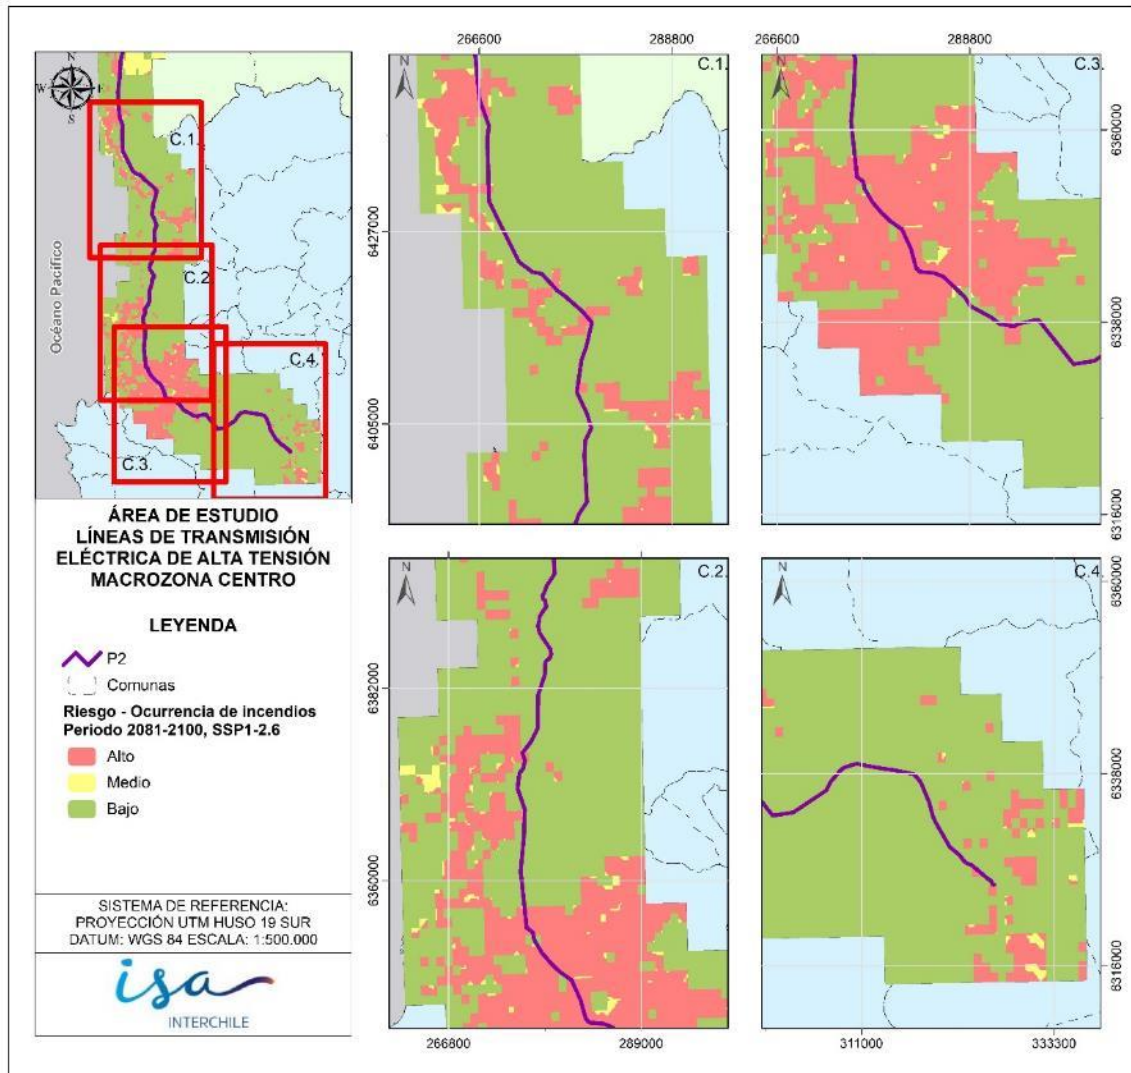 N
W E
S
C.1.
C.2.
C.3.
C.4.
Océano Pacífico
ÁREA DE ESTUDIO
LÍNEAS DE TRANSMISIÓN
ELÉCTRICA DE ALTA TENSIÓN
MACROZONA CENTRO
LEYENDA
P2
Comunas
Riesgo - Ocurrencia de incendios
Periodo 2081-2100, SSP1-2.6
Alto
Medio
Bajo
SISTEMA DE REFERENCIA:
PROYECCIÓN UTM HUSO 19 SUR
DATUM: WGS 84 ESCALA: 1:500.000
isa
INTERCHILE
266600 288800
N
C.1.
6427000
6405000
266600 288800
N
C.3.
6360000
6338000
6316000
N
C.2.
6382000
6360000
266800 289000
N
C.4.
6360000
6338000
6316000
311000 333300